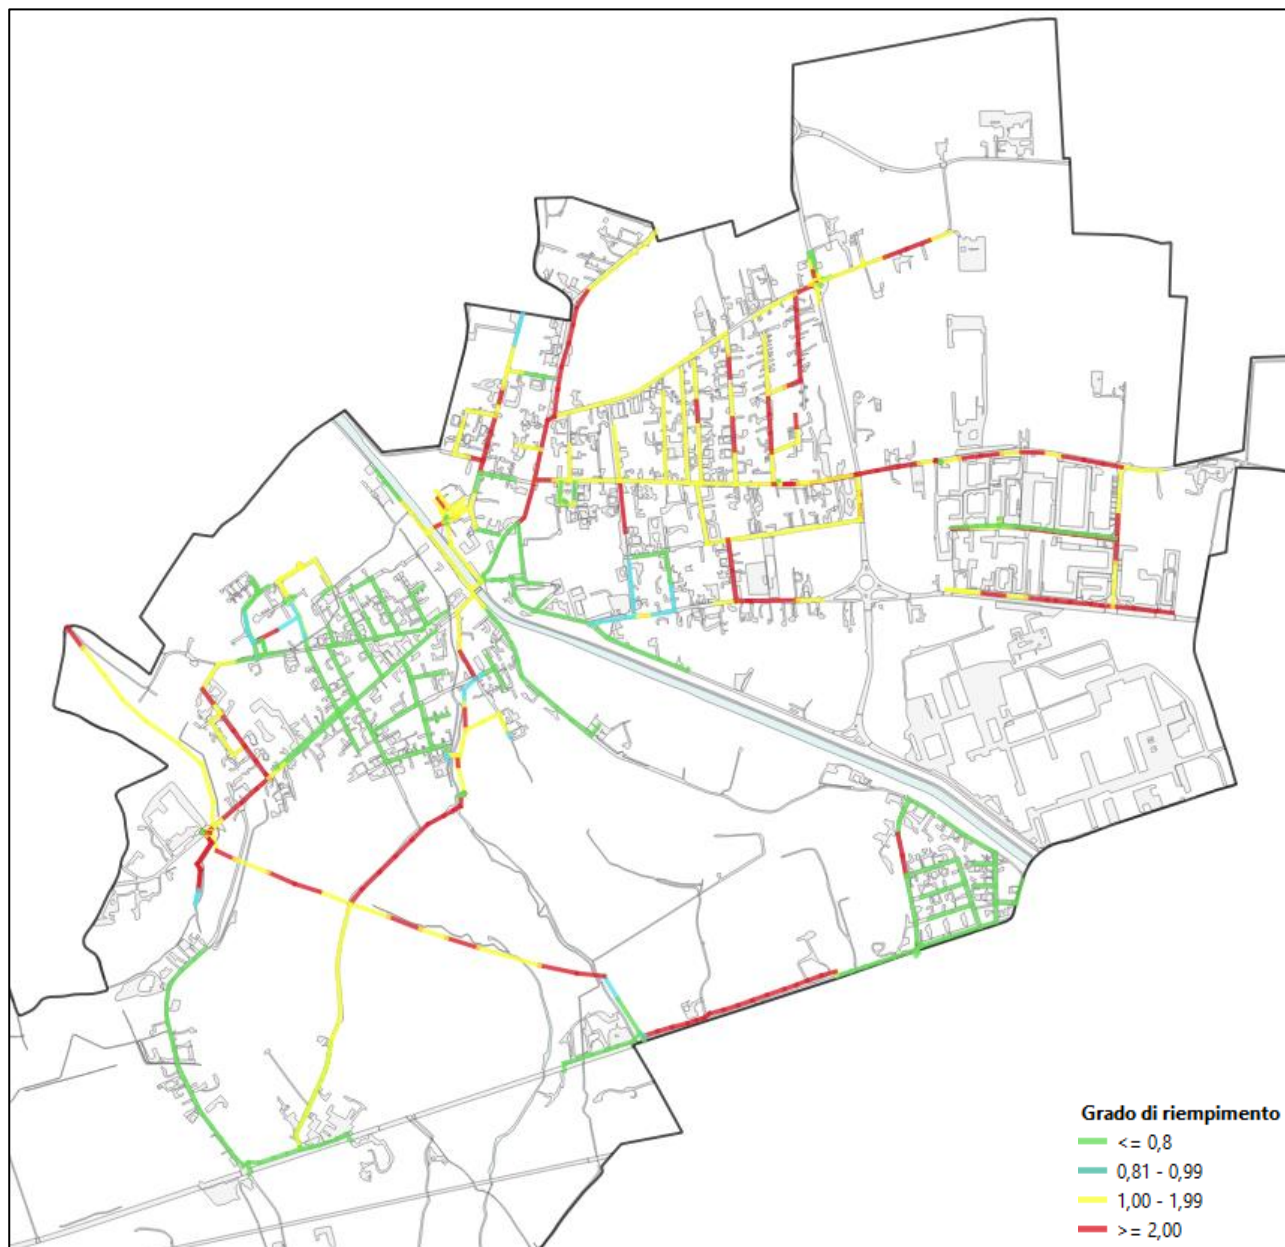 Grado di riempimento
<= 0,8
0,81 - 0,99
1,00 - 1,99
>= 2,00